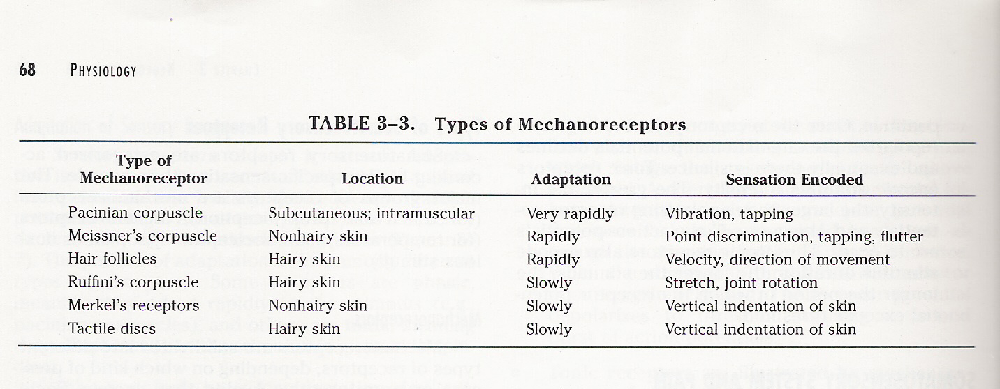 68 PHYSIOLOGY
TABLE 3–3. Types of Mechanoreceptors
Type of
Mechanoreceptor Location Adaptation Sensation Encoded
Pacinian corpuscle Subcutaneous; intramuscular Very rapidly Vibration, tapping
Meissner's corpuscle Nonhairy skin Rapidly Point discrimination, tapping, flutter
Hair follicles Hairy skin Rapidly Velocity, direction of movement
Ruffini's corpuscle Hairy skin Slowly Stretch, joint rotation
Merkel's receptors Nonhairy skin Slowly Vertical indentation of skin
Tactile discs Hairy skin Slowly Vertical indentation of skin